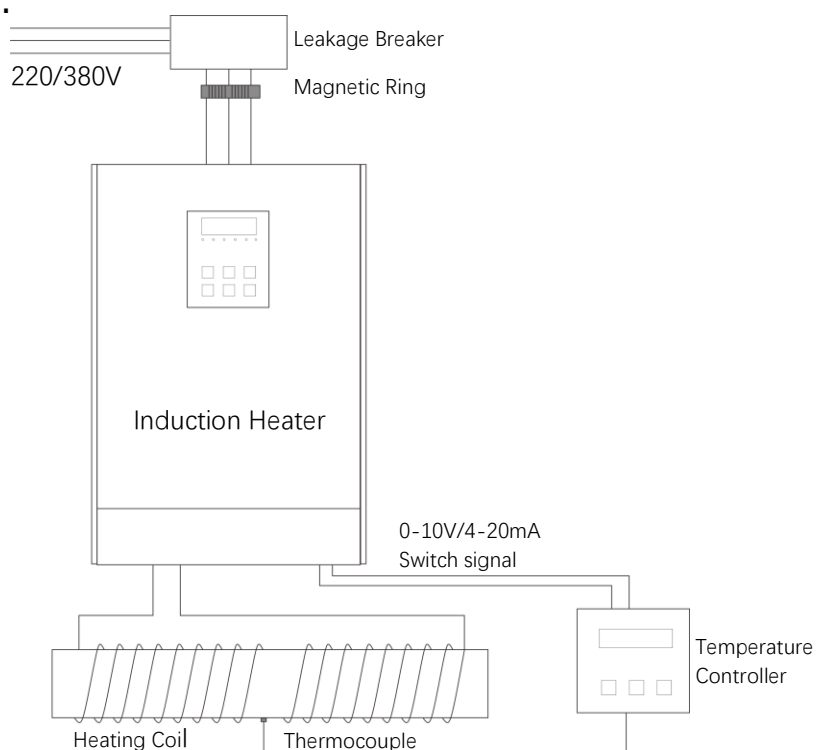 .
Leakage Breaker
220/380V
Magnetic Ring
Induction Heater
0-10V/4-20mA
Switch signal
Temperature
Controller
Heating Coil
Thermocouple